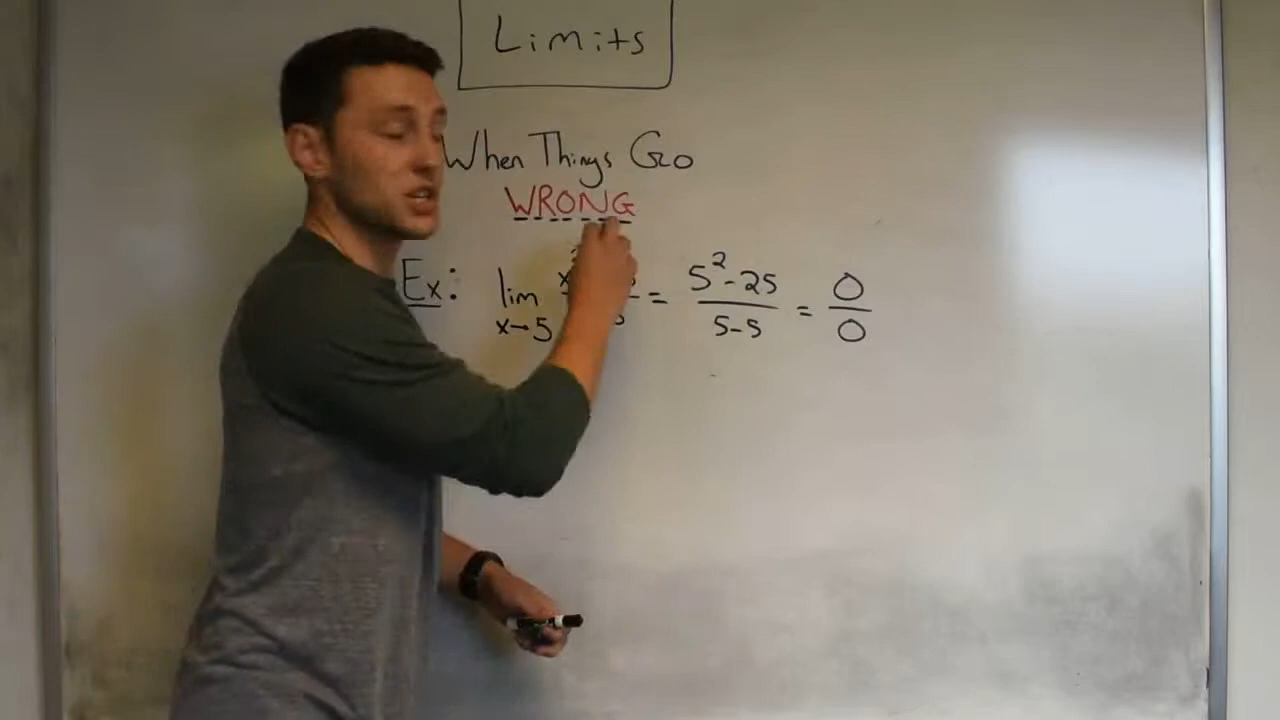 Limits
When Things Go
WRONG
Ex: lim x = 5²-25 = 0
x→5 5-5 0